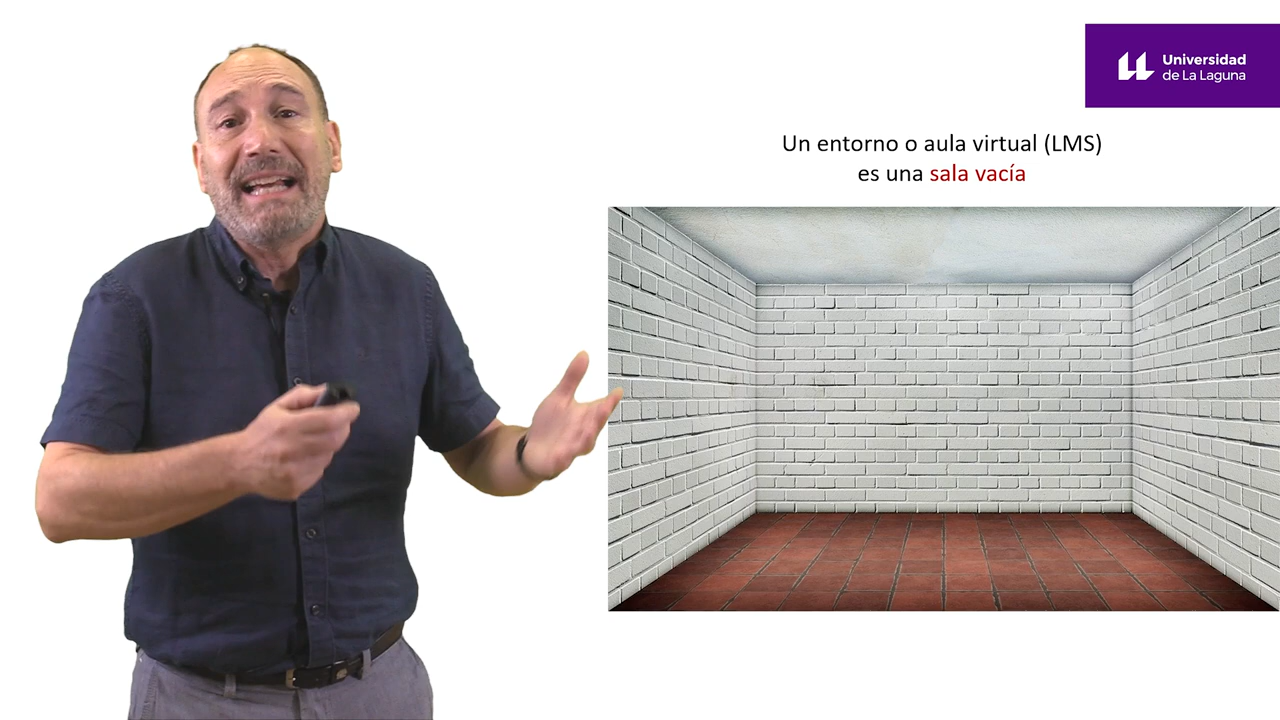 Universidad
de La Laguna
Un entorno o aula virtual (LMS)
es una sala vacía